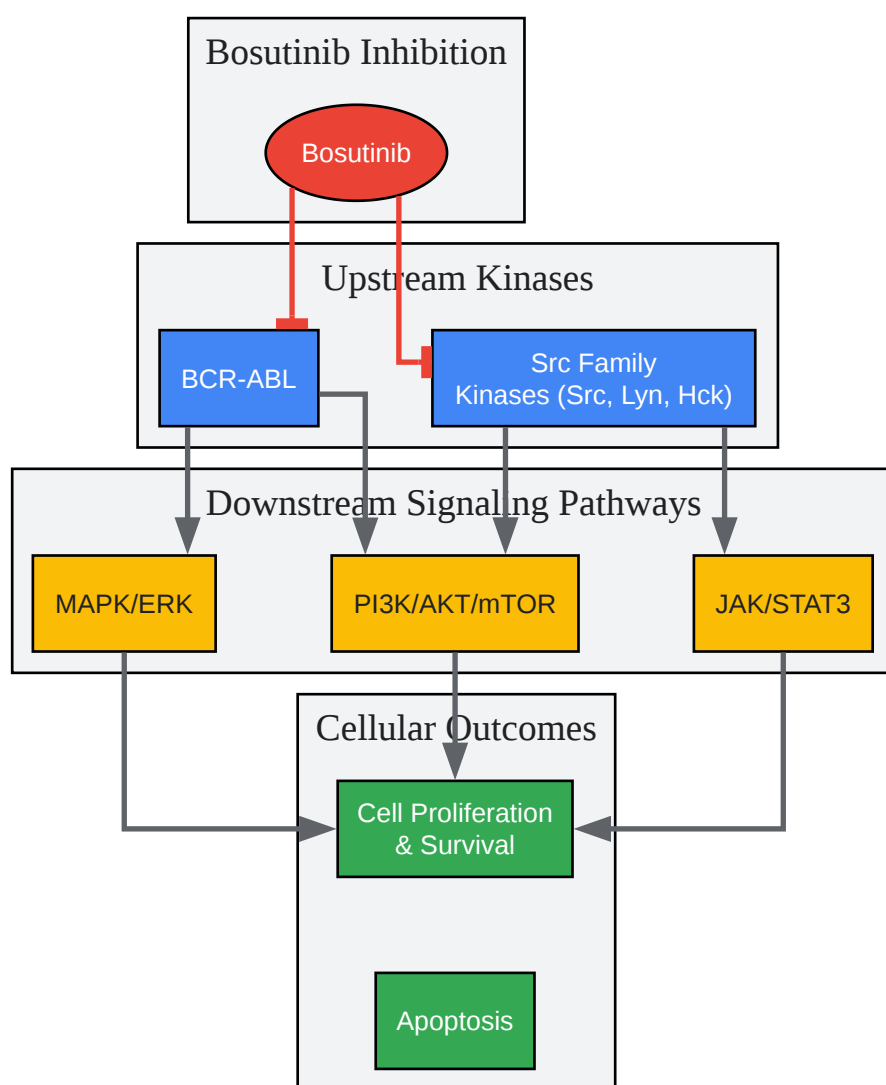 Bosutinib Inhibition
Bosutinib
Upstream Kinases
BCR-ABL
Src Family
Kinases (Src, Lyn, Hck)
Downstream Signaling Pathways
MAPK/ERK
PI3K/AKT/mTOR
JAK/STAT3
Cellular Outcomes
Cell Proliferation
& Survival
Apoptosis